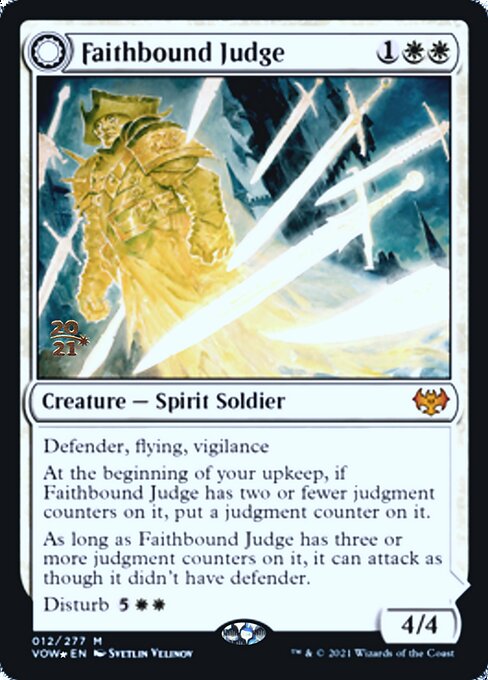 Faithbound Judge 1
20
21
Creature — Spirit Soldier
Defender, flying, vigilance
At the beginning of your upkeep, if
Faithbound Judge has two or fewer judgment
counters on it, put a judgment counter on it.
As long as Faithbound Judge has three or
more judgment counters on it, it can attack as
though it didn't have defender.
Disturb 5
4/4
012/277 M
VOW★EN Svetlin Velinov
™ & © 2021 Wizards of the Coast